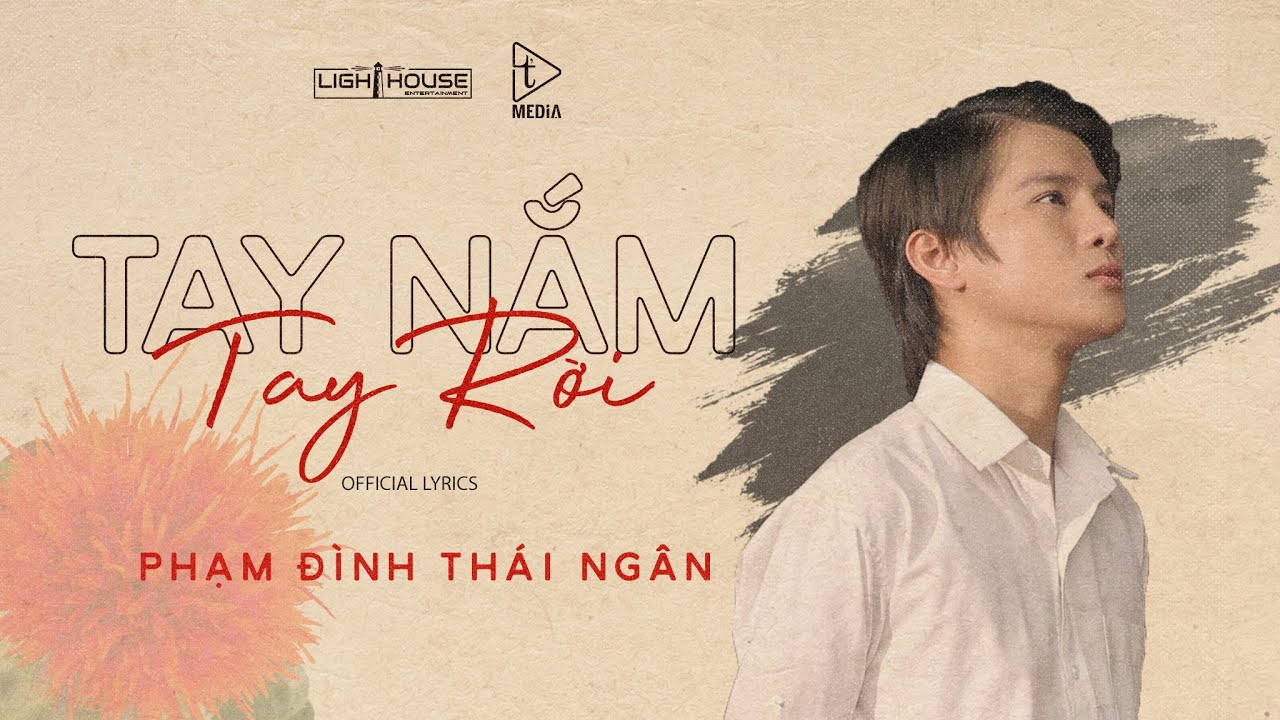 LIGHTHOUSE
ENTERTAINMENT
t
MEDiA
TAY NẮM
Tay Rời
OFFICIAL LYRICS
PHẠM ĐÌNH THÁI NGÂN